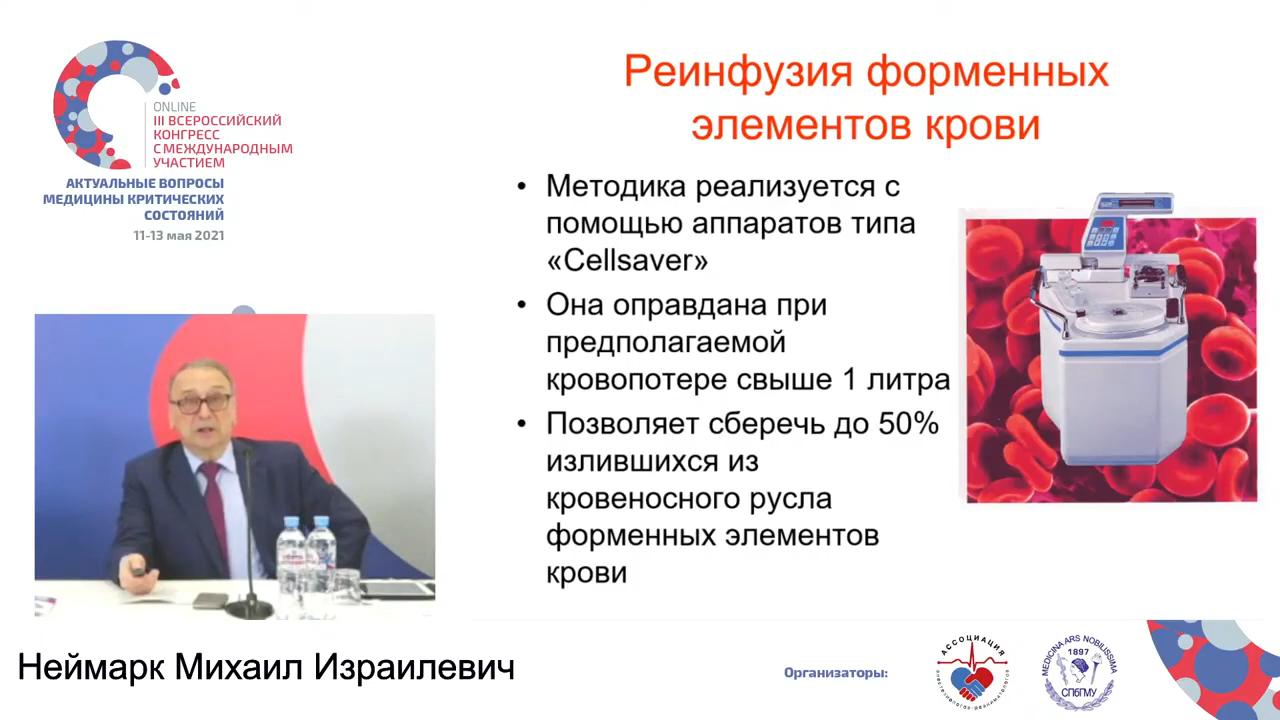 ONLINE
III ВСЕРОССИЙСКИЙ
КОНГРЕСС
С МЕЖДУНАРОДНЫМ
УЧАСТИЕМ
АКТУАЛЬНЫЕ ВОПРОСЫ
МЕДИЦИНЫ КРИТИЧЕСКИХ
СОСТОЯНИЙ
11-13 мая 2021
Реинфузия форменных
элементов крови
• Методика реализуется с
помощью аппаратов типа
«Cellsaver»
• Она оправдана при
предполагаемой
кровопотере свыше 1 литра
• Позволяет сберечь до 50%
излившихся из
кровеносного русла
форменных элементов
крови
Неймарк Михаил Израилевич
Организаторы:
АССОЦИАЦИЯ
анестезиологов-реаниматологов
MEDICINA ARS NOBILISSIMA
1897
СПбГМУ